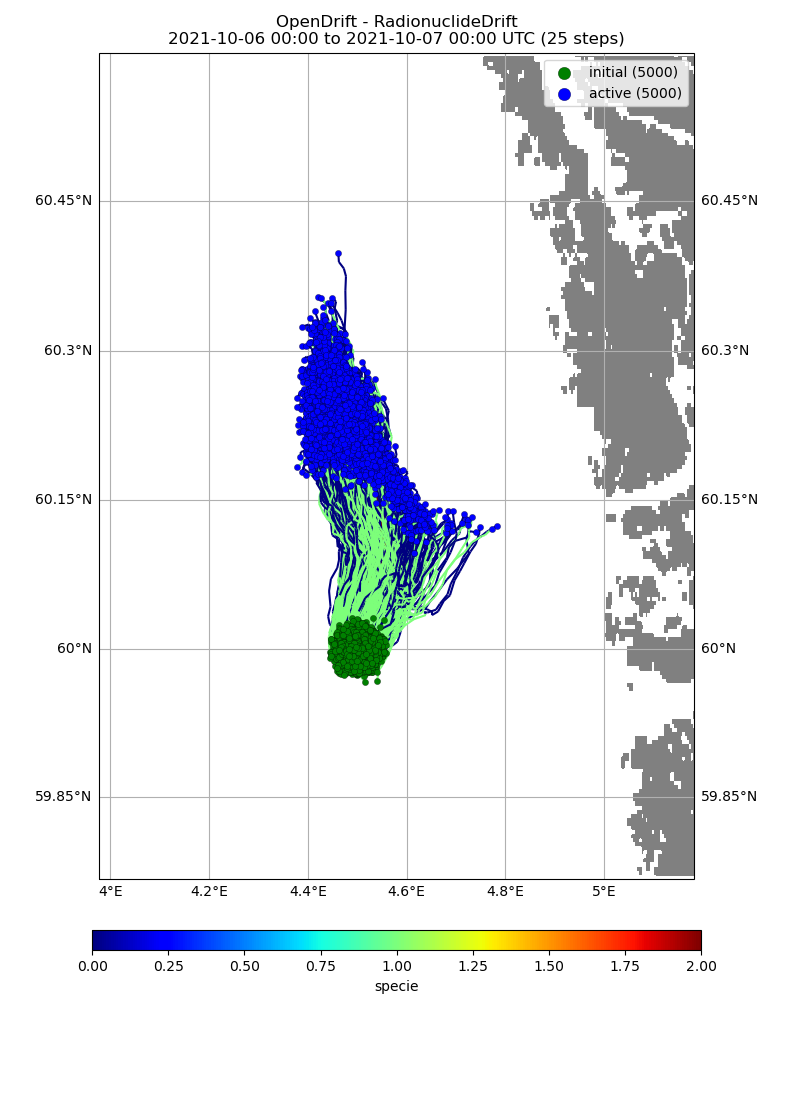 OpenDrift - RadionuclideDrift
2021-10-06 00:00 to 2021-10-07 00:00 UTC (25 steps)
initial (5000)
active (5000)
60.45°N 60.45°N
60.3°N 60.3°N
60.15°N 60.15°N
60°N 60°N
59.85°N 59.85°N
4°E 4.2°E 4.4°E 4.6°E 4.8°E 5°E
0.00 0.25 0.50 0.75 1.00 1.25 1.50 1.75 2.00
specie